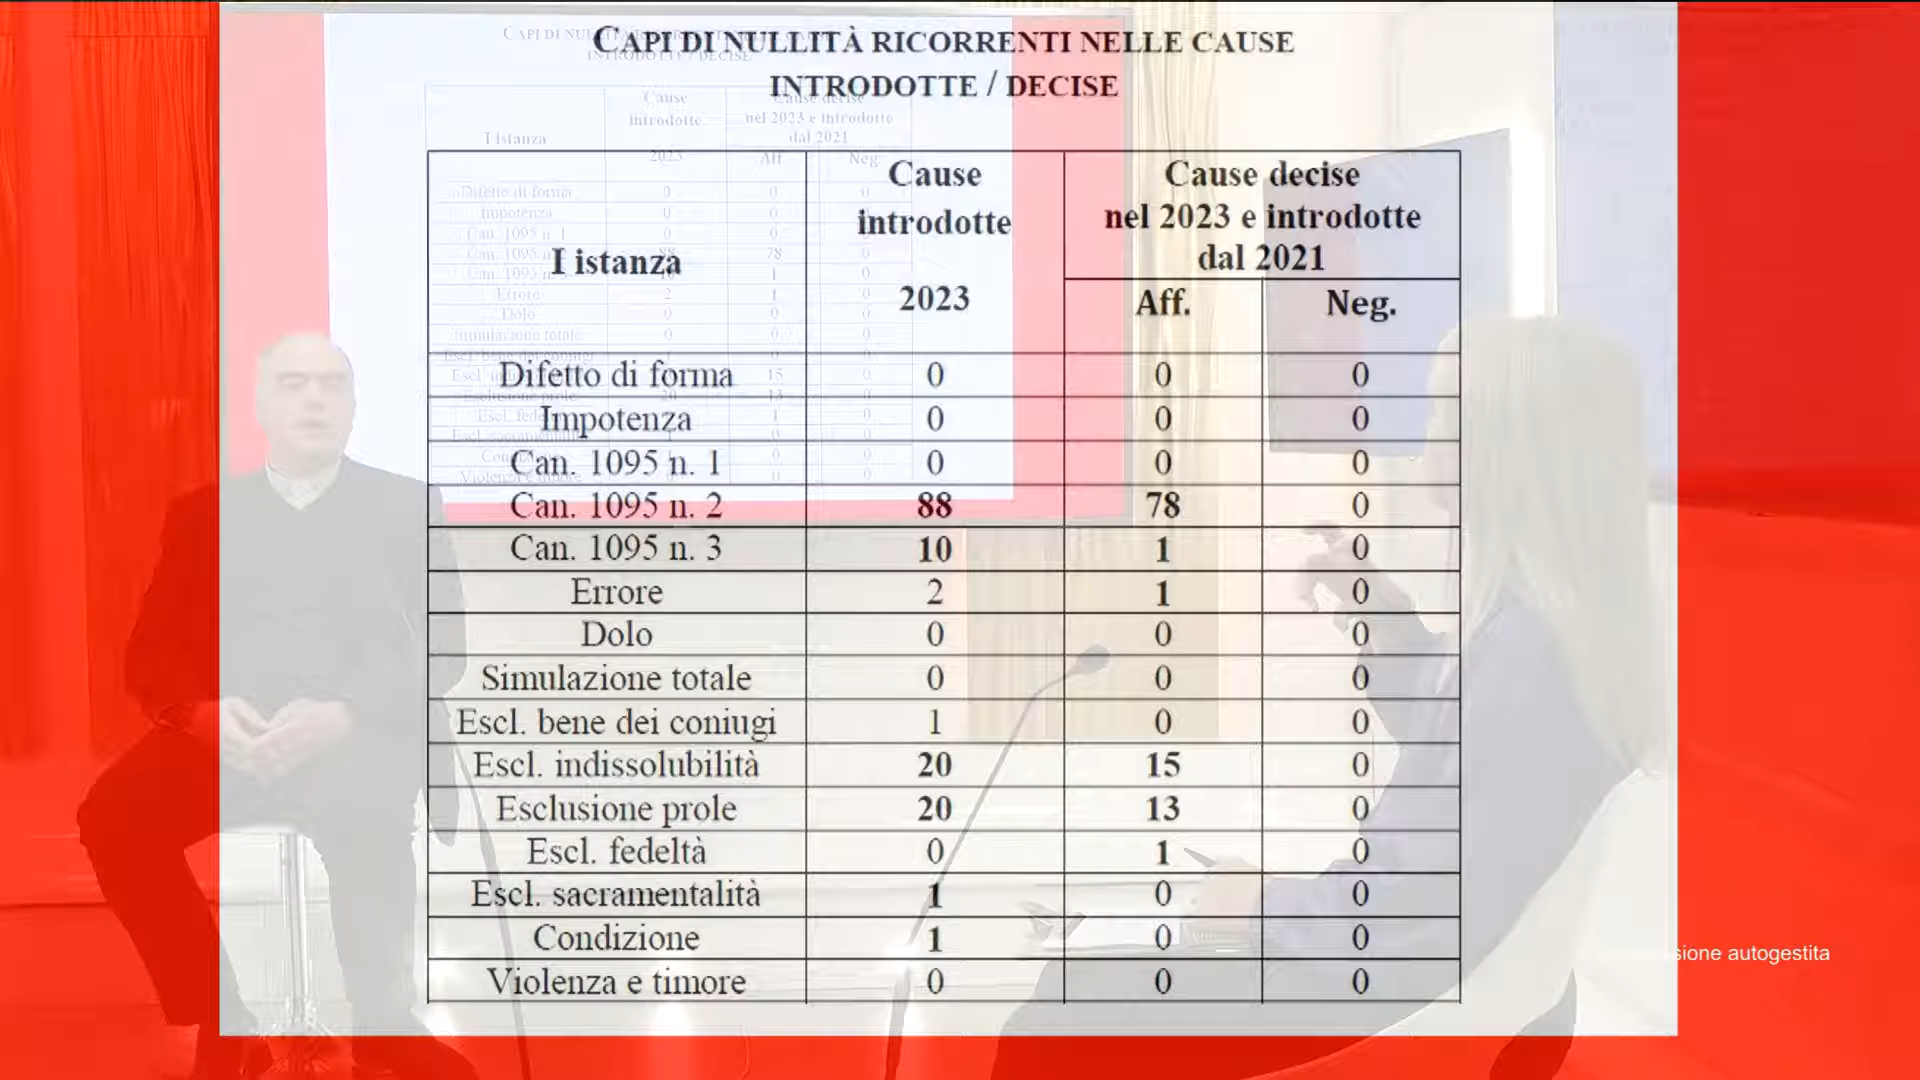 CAPI DI NULLITÀ RICORRENTI NELLE CAUSE
INTRODOTTE / DECISE
I istanza
Cause
introdotte
2023
Cause decise
nel 2023 e introdotte
dal 2021
Aff. Neg.
Difetto di forma 0 0 0
Impotenza 0 0 0
Can. 1095 n. 1 0 0 0
Can. 1095 n. 2 88 78 0
Can. 1095 n. 3 10 1 0
Errore 2 1 0
Dolo 0 0 0
Simulazione totale 0 0 0
Escl. bene dei coniugi 1 0 0
Escl. indissolubilità 20 15 0
Esclusione prole 20 13 0
Escl. fedeltà 0 1 0
Escl. sacramentalità 1 0 0
Condizione 1 0 0
Violenza e timore 0 0 0
autogestita